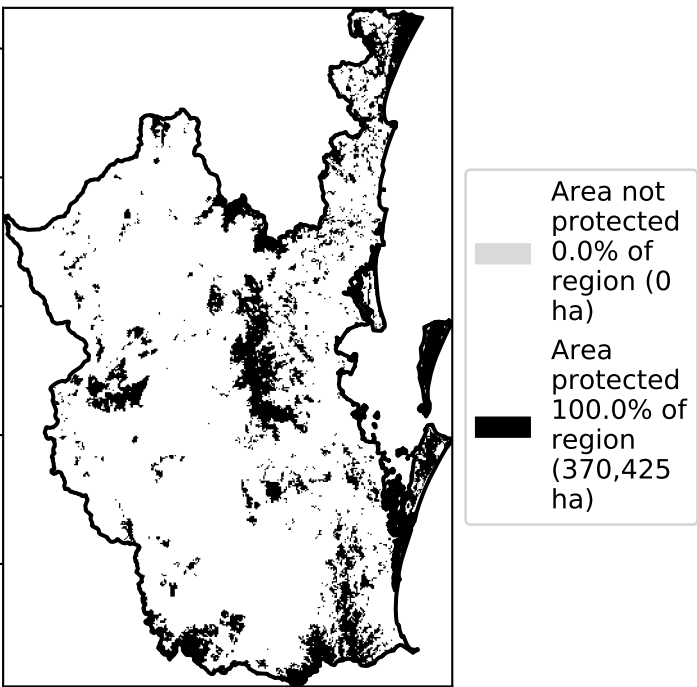 Area not
protected
0.0% of
region (0
ha)
Area
protected
100.0% of
region
(370,425
ha)